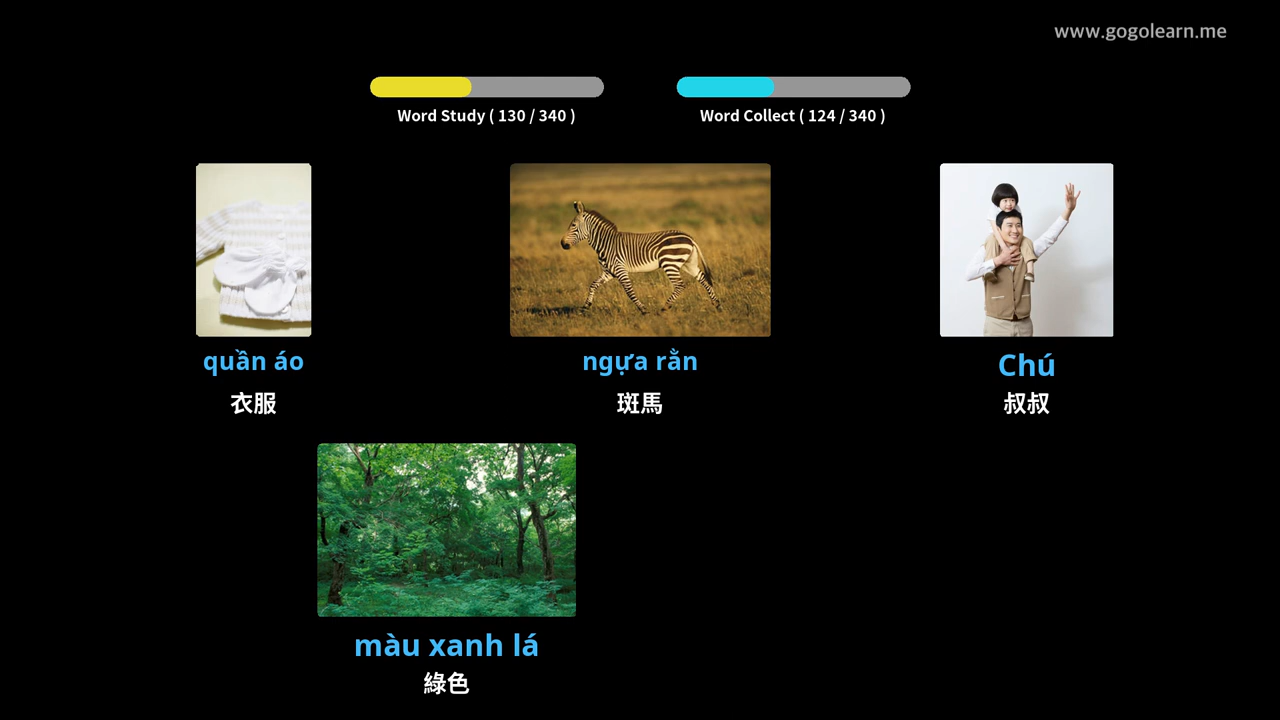 www.gogolearn.me
Word Study ( 130 / 340 )
Word Collect ( 124 / 340 )
quần áo
衣服
ngựa rằn
斑馬
Chú
叔叔
màu xanh lá
綠色